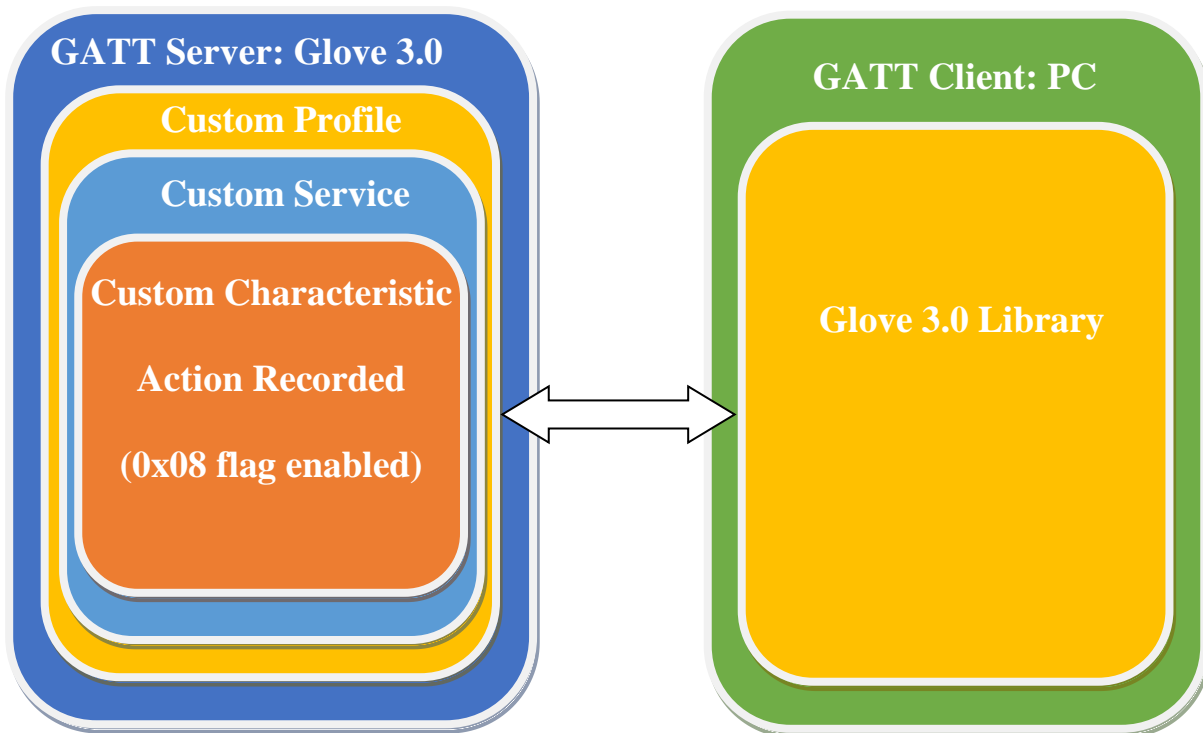 GATT Server: Glove 3.0
Custom Profile
Custom Service
Custom Characteristic
Action Recorded
(0x08 flag enabled)
GATT Client: PC
Glove 3.0 Library